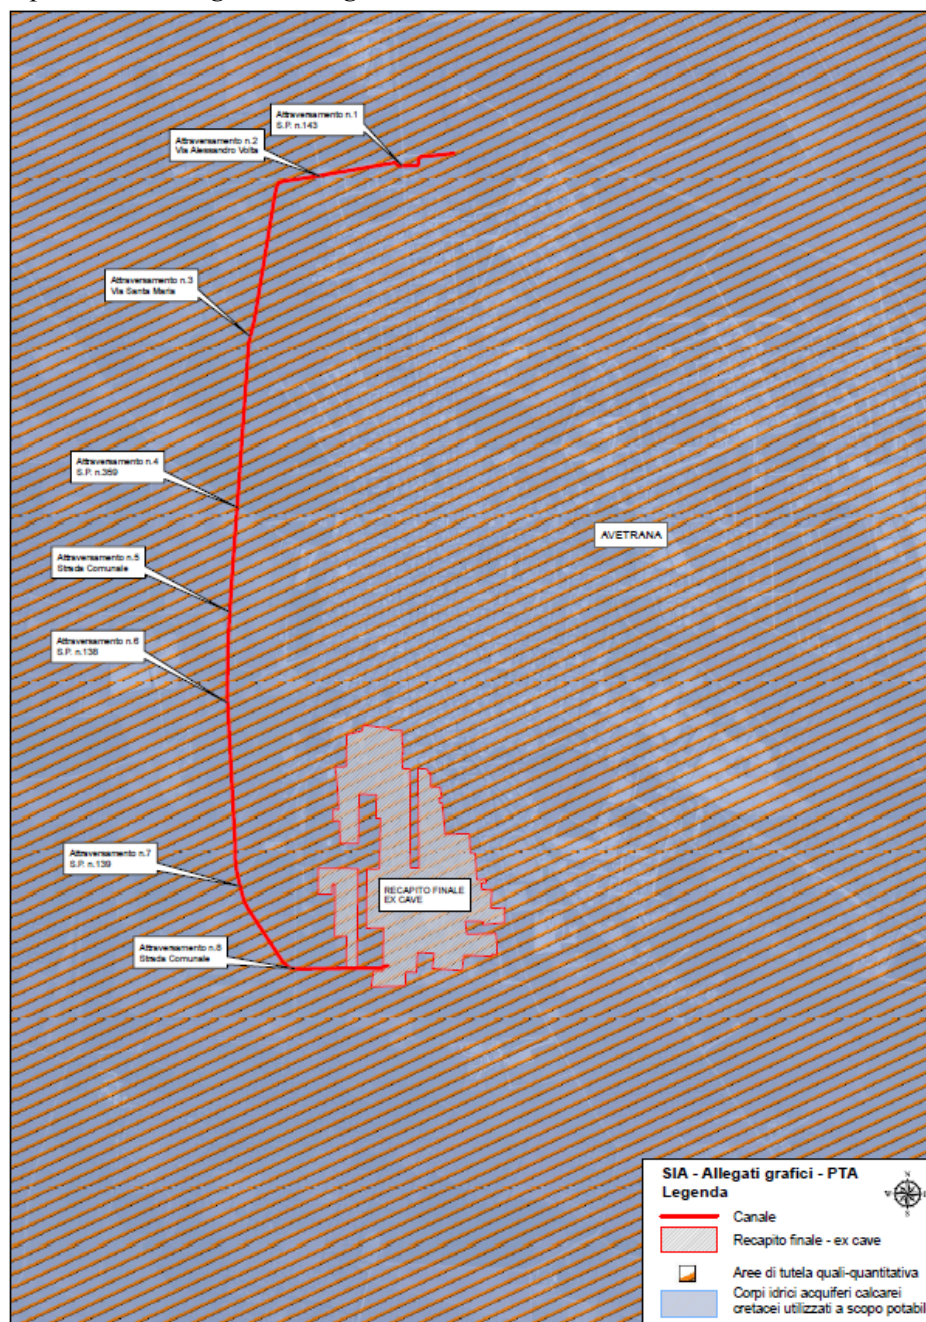 Attraversamento n.1
S.P. n.143
Attraversamento n.2
Via Alessandro Volta
Attraversamento n.3
Via Santa Maria
Attraversamento n.4
S.P. n.359
AVETRANA
Attraversamento n.5
Strada Comunale
Attraversamento n.6
S.P. n.138
Attraversamento n.7
S.P. n.139
RECAPITO FINALE
EX CAVE
Attraversamento n.8
Strada Comunale
SIA - Allegati grafici - PTA
Legenda
N
S
Canale
Recapito finale - ex cave
Aree di tutela quali-quantitativa
Corpi idrici acquiferi calcarei
cretacei utilizzati a scopo potabil